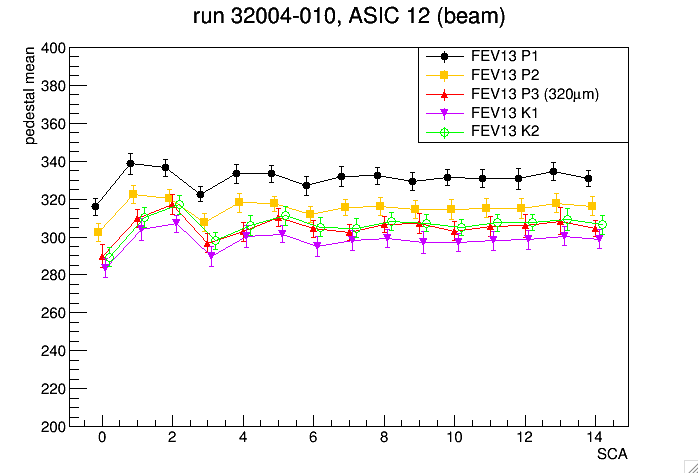 run 32004-010, ASIC 12 (beam)
pedestal mean
400
380
360
340
320
300
280
260
240
220
200
FEV13 P1
FEV13 P2
FEV13 P3 (320μm)
FEV13 K1
FEV13 K2
0 2 4 6 8 10 12 14
SCA